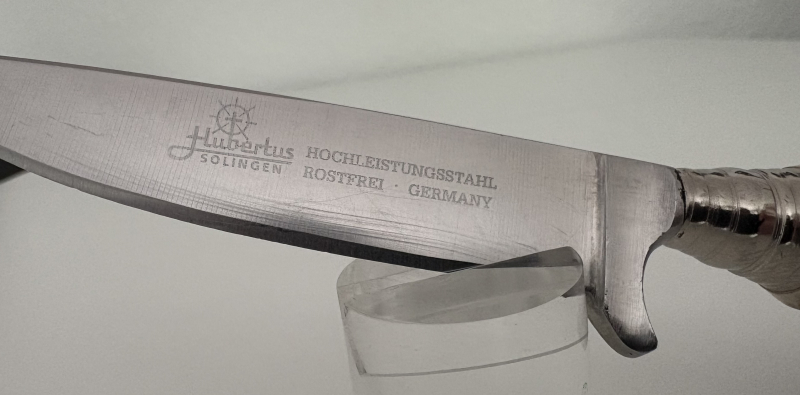 Hubertus
SOLINGEN
HOCHLEISTUNGSSTAHL
ROSTFREI · GERMANY